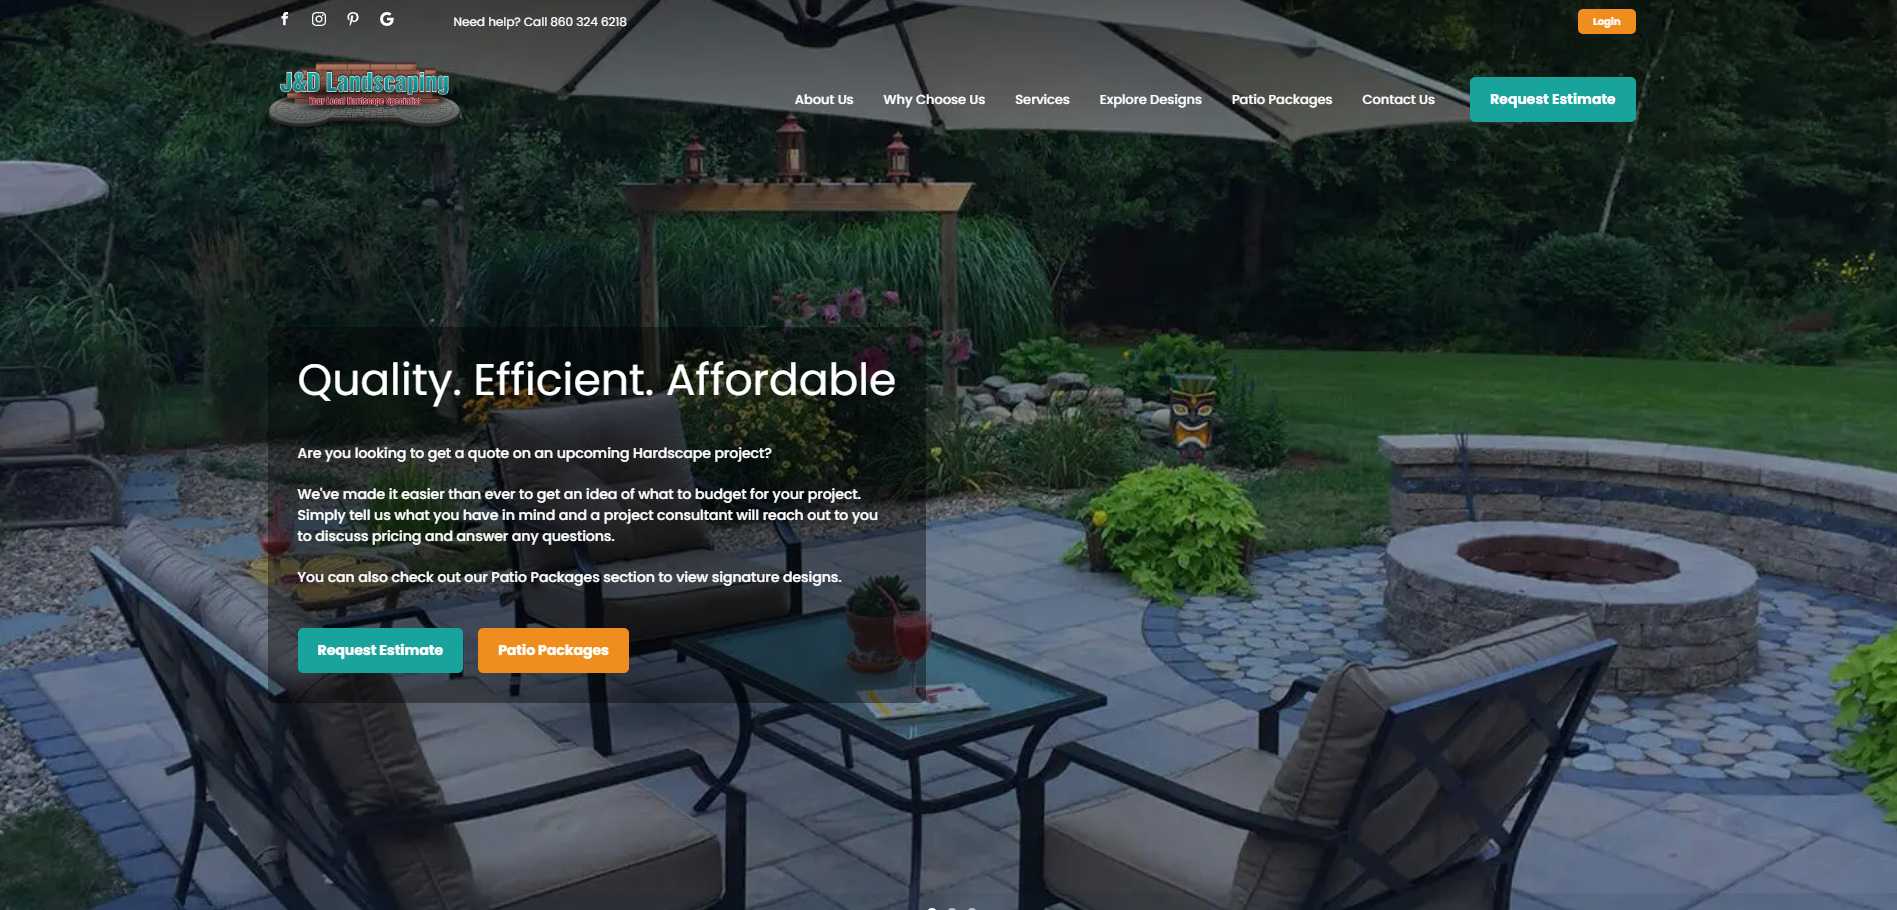 Need help? Call 860 324 6218
Login
J&D Landscaping
Your Local Hardscape Specialist
About Us
Why Choose Us
Services
Explore Designs
Patio Packages
Contact Us
Request Estimate
Quality. Efficient. Affordable
Are you looking to get a quote on an upcoming Hardscape project?
We've made it easier than ever to get an idea of what to budget for your project.
Simply tell us what you have in mind and a project consultant will reach out to you
to discuss pricing and answer any questions.
You can also check out our Patio Packages section to view signature designs.
Request Estimate
Patio Packages